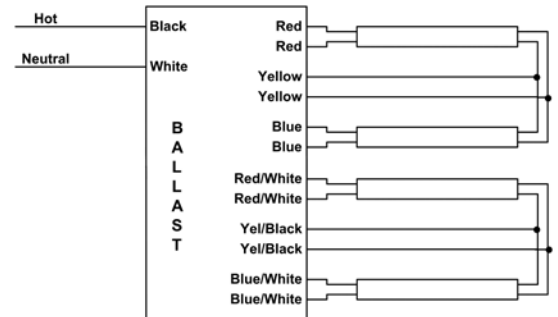 Hot
Black
Neutral
White
BALLAST
Red
Red
Yellow
Yellow
Blue
Blue
Red/White
Red/White
Yel/Black
Yel/Black
Blue/White
Blue/White